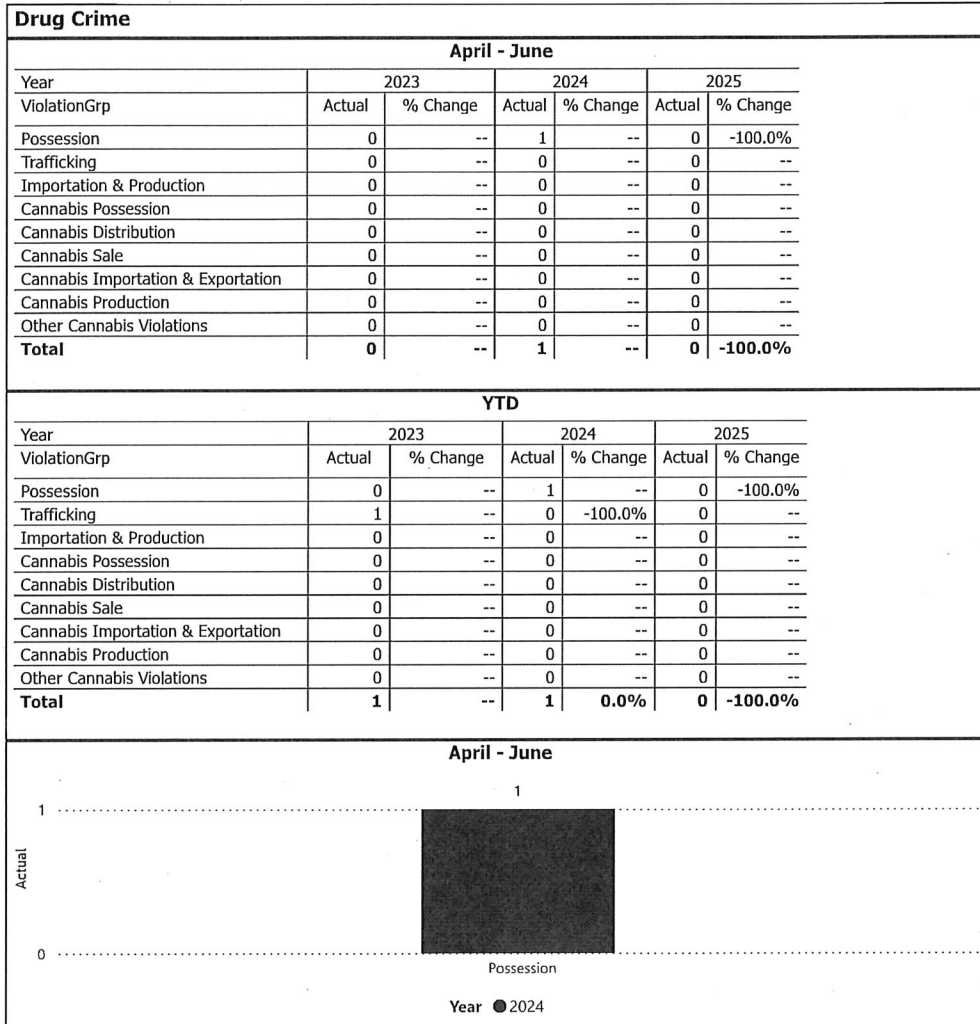 Drug Crime
April - June
Year 2023 2024 2025
ViolationGrp Actual % Change Actual % Change Actual % Change
Possession 0 -- 1 -- 0 -100.0%
Trafficking 0 -- 0 -- 0 --
Importation & Production 0 -- 0 -- 0 --
Cannabis Possession 0 -- 0 -- 0 --
Cannabis Distribution 0 -- 0 -- 0 --
Cannabis Sale 0 -- 0 -- 0 --
Cannabis Importation & Exportation 0 -- 0 -- 0 --
Cannabis Production 0 -- 0 -- 0 --
Other Cannabis Violations 0 -- 0 -- 0 --
Total 0 -- 1 -- 0 -100.0%
YTD
Year 2023 2024 2025
ViolationGrp Actual % Change Actual % Change Actual % Change
Possession 0 -- 1 -- 0 -100.0%
Trafficking 1 -- 0 -100.0% 0 --
Importation & Production 0 -- 0 -- 0 --
Cannabis Possession 0 -- 0 -- 0 --
Cannabis Distribution 0 -- 0 -- 0 --
Cannabis Sale 0 -- 0 -- 0 --
Cannabis Importation & Exportation 0 -- 0 -- 0 --
Cannabis Production 0 -- 0 -- 0 --
Other Cannabis Violations 0 -- 0 -- 0 --
Total 1 -- 1 0.0% 0 -100.0%
April - June
1
1
Actual
0
Possession
Year 2024